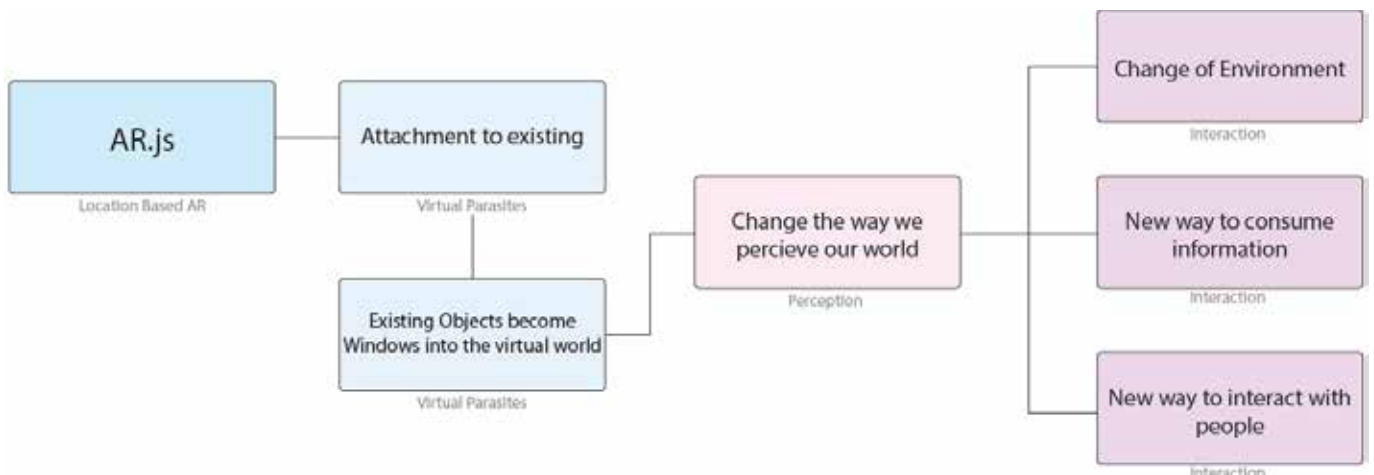 AR.js
Location Based AR
Attachment to existing
Virtual Parasites
Existing Objects become
Windows into the virtual world
Virtual Parasites
Change the way we
percieve our world
Perception
Change of Environment
Interaction
New way to consume
information
Interaction
New way to interact with
people
Interaction